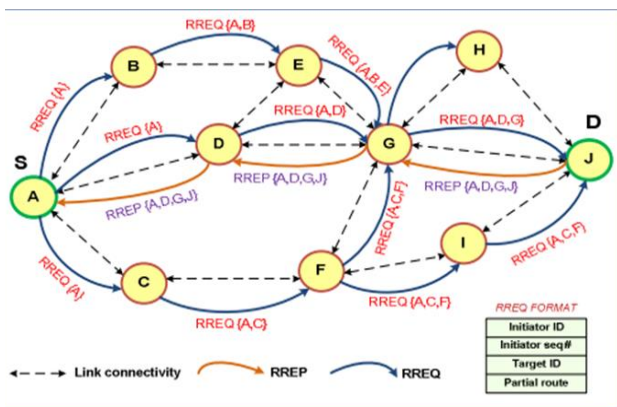 RREQ {A,B}
RREQ {A}
B
E
RREQ {A,B,E}
H
RREQ {A}
RREQ {A,D}
RREQ {A,D,G}
D
S
D
G
J
A
RREP {A,D,G,J}
RREP {A,D,G,J}
RREP {A,D,G,J}
RREQ {A,C,F}
RREQ {A}
C
F
I
RREQ {A,C,F}
RREQ {A,C,F}
RREQ {A,C}
RREQ FORMAT
Initiator ID
Initiator seq#
Target ID
Partial route
Link connectivity
RREP
RREQ